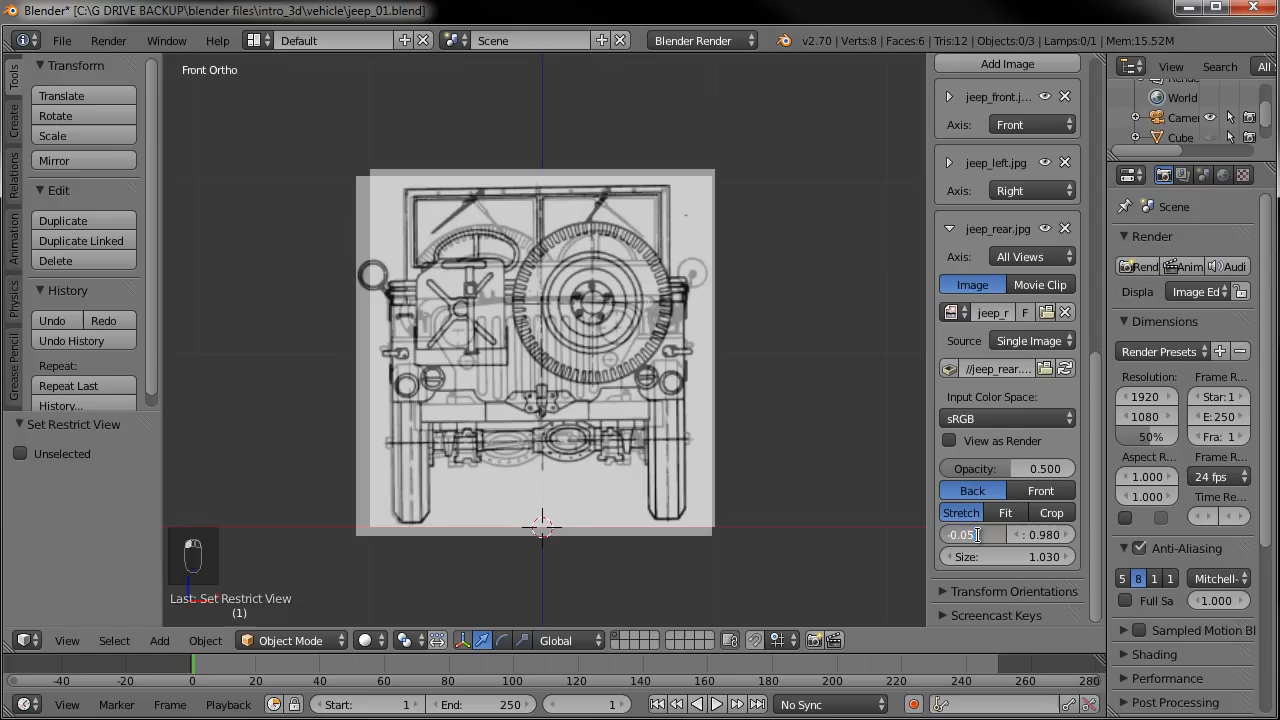 Blender* [C:\G DRIVE BACKUP\blender files\intro_3d\vehicle\jeep_01.blend]
File Render Window Help Default Scene Blender Render v2.70 | Verts:8 | Faces:6 | Tris:12 | Objects:0/3 | Lamps:0/1 | Mem:15.52M
Tools
Create
Relations
Animation
Physics
Grease Pencil
Transform
Translate
Rotate
Scale
Mirror
Edit
Duplicate
Duplicate Linked
Delete
History
Undo Redo
Undo History
Repeat:
Repeat Last
History...
Set Restrict View
Unselected
Front Ortho
Last: Set Restrict View
(1)
Add Image
jeep_front.j...
Axis: Front
jeep_left.jpg
Axis: Right
jeep_rear.jpg
Axis: All Views
Image Movie Clip
jeep_r F
Source Single Image
//jeep_rear....
Input Color Space:
sRGB
View as Render
Opacity: 0.500
Back Front
Stretch Fit Crop
-0.05 : 0.980
Size: 1.030
Transform Orientations
Screencast Keys
View Search All
World
Camer
Cube
Scene
Render
Rend Anim Audi
Displa Image Ed
Dimensions
Render Presets
Resolution: Frame R...
1920 Star: 1
1080 E: 250
50% Fra: 1
Aspect R... Frame R...
1.000 24 fps
1.000 Time Re...
Anti-Aliasing
5 8 1 1 Mitchell-
Full Sa 1.000
Sampled Motion Bl
Shading
Performance
Post Processing
View Select Add Object Object Mode Global
-40 -20 0 20 40 60 80 100 120 140 160 180 200 220 240 260 280
View Marker Frame Playback Start: 1 End: 250 1 No Sync